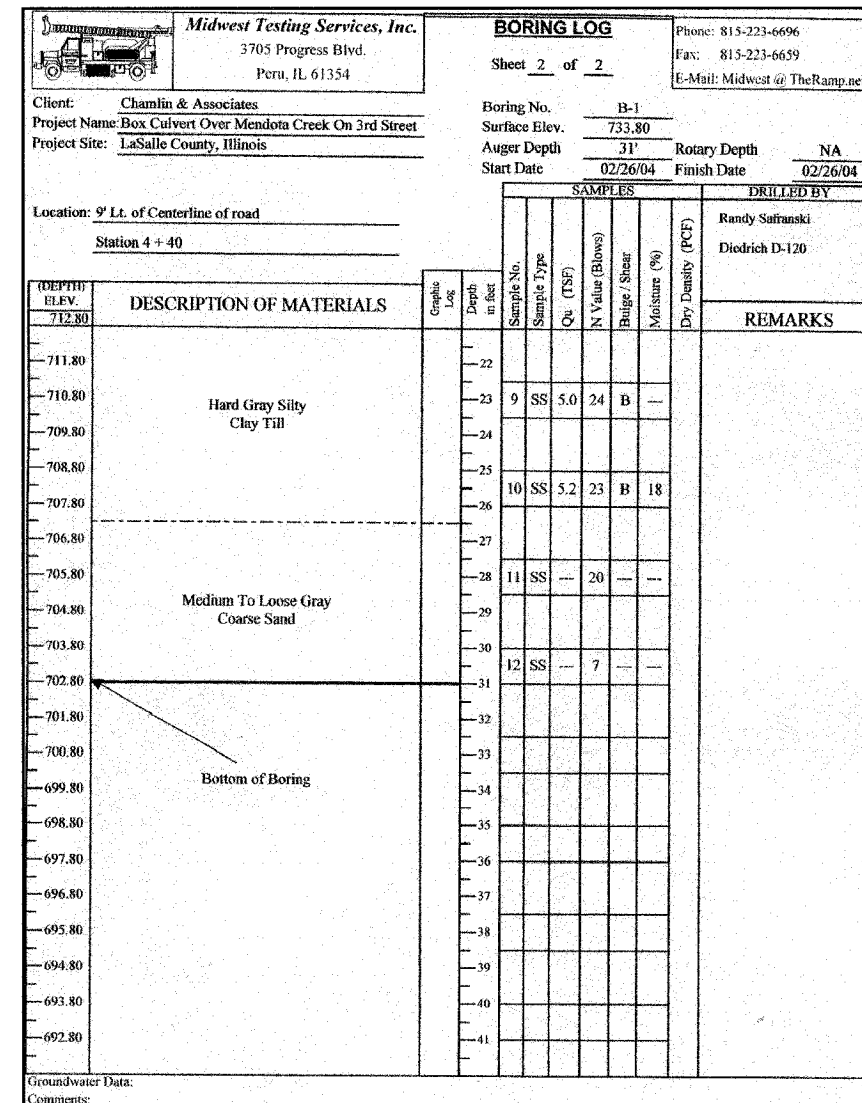 Midwest Testing Services, Inc.
3705 Progress Blvd.
Peru, IL 61354
BORING LOG
Sheet 2 of 2
Phone: 815-223-6696
Fax: 815-223-6659
E-Mail: Midwest @ TheRamp.ne
Client: Chamlin & Associates
Project Name: Box Culvert Over Mendota Creek On 3rd Street
Project Site: LaSalle County, Illinois
Boring No. B-1
Surface Elev. 733.80
Auger Depth 31' Rotary Depth NA
Start Date 02/26/04 Finish Date 02/26/04
Location: 9' Lt. of Centerline of road
Station 4 + 40
SAMPLES
DRILLED BY
Randy Safranski
Diedrich D-120
(DEPTH)
ELEV.
712.80
DESCRIPTION OF MATERIALS
Graphic
Log
Depth
in feet
Sample No.
Sample Type
Qu (TSF)
N Value (Blows)
Bulge / Shear
Moisture (%)
Dry Density (PCF)
REMARKS
711.80 22
710.80 23 9 SS 5.0 24 B —
Hard Gray Silty
Clay Till
709.80 24
708.80 25
10 SS 5.2 23 B 18
707.80 26
706.80 27
705.80 28 11 SS --- 20 --- ---
Medium To Loose Gray
Coarse Sand
704.80 29
703.80 30
12 SS — 7 — —
702.80 31
701.80 32
700.80 33
Bottom of Boring
699.80 34
698.80 35
697.80 36
696.80 37
695.80 38
694.80 39
693.80 40
692.80 41
Groundwater Data:
Comments: